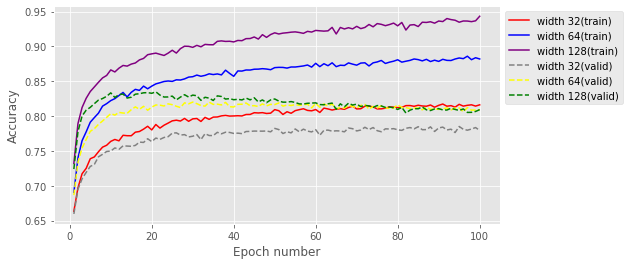 0.95
0.90
0.85
0.80
0.75
0.70
0.65
Accuracy
0
20
40
60
80
100
Epoch number
width 32(train)
width 64(train)
width 128(train)
width 32(valid)
width 64(valid)
width 128(valid)